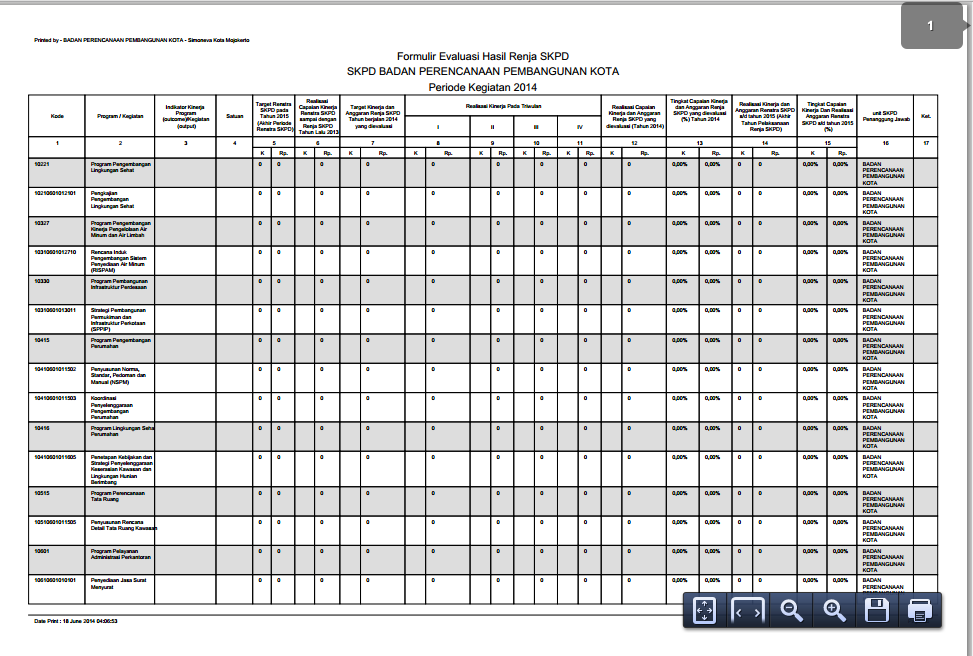 1
Printed by - BADAN PERENCANAAN PEMBANGUNAN KOTA - Simoneva Kota Mojokerto
Formulir Evaluasi Hasil Renja SKPD
SKPD BADAN PERENCANAAN PEMBANGUNAN KOTA
Periode Kegiatan 2014
Kode
Program / Kegiatan
Indikator Kinerja
Program
(outcome)/Kegiatan
(output)
Satuan
Target Renstra
SKPD pada
Tahun 2015
(Akhir Periode
Renstra SKPD)
Realisasi
Capaian Kinerja
Renstra SKPD
sampai dengan
Renja SKPD
Tahun Lalu 2013
Target Kinerja dan
Anggaran Renja SKPD
Tahun berjalan 2014
yang dievaluasi
Realisasi Kinerja Pada Triwulan
I II III IV
Realisasi Capaian
Kinerja dan Anggaran
Renja SKPD yang
dievaluasi (Tahun 2014)
Tingkat Capaian Kinerja
dan Anggaran Renja
SKPD yang dievaluasi
(%) Tahun 2014
Realisasi Kinerja dan
Anggaran Renstra SKPD
s/d tahun 2015 (Akhir
Tahun Pelaksanaan
Renja SKPD)
Tingkat Capaian
Kinerja Dan Realisasi
Anggaran Renstra
SKPD s/d tahun 2015
(%)
unit SKPD
Penanggung Jawab
Ket.
1 2 3 4 5 6 7 8 9 10 11 12 13 14 15 16 17
K Rp. K Rp. K Rp. K Rp. K Rp. K Rp. K Rp. K Rp. K Rp. K Rp. K Rp.
10221 Program Pengembangan 0 0 0 0 0 0 0 0 0 0,00% 0,00% 0 0 0,00% 0,00% BADAN
Lingkungan Sehat PERENCANAAN
PEMBANGUNAN
KOTA
10210601012101 Pengkajian 0 0 0 0 0 0 0 0 0 0,00% 0,00% 0 0 0,00% 0,00% BADAN
Pengembangan PERENCANAAN
Lingkungan Sehat PEMBANGUNAN
KOTA
10327 Program Pengembangan 0 0 0 0 0 0 0 0 0 0,00% 0,00% 0 0 0,00% 0,00% BADAN
Kinerja Pengelolaan Air PERENCANAAN
Minum dan Air Limbah PEMBANGUNAN
KOTA
10310601012710 Rencana Induk 0 0 0 0 0 0 0 0 0 0,00% 0,00% 0 0 0,00% 0,00% BADAN
Pengembangan Sistem PERENCANAAN
Penyediaan Air Minum PEMBANGUNAN
(RISPAM) KOTA
10330 Program Pembangunan 0 0 0 0 0 0 0 0 0 0,00% 0,00% 0 0 0,00% 0,00% BADAN
Infrastruktur Perdesaan PERENCANAAN
PEMBANGUNAN
KOTA
10310601013011 Strategi Pembangunan 0 0 0 0 0 0 0 0 0 0,00% 0,00% 0 0 0,00% 0,00% BADAN
Permukiman dan PERENCANAAN
Infrastruktur Perkotaan PEMBANGUNAN
(SPPIP) KOTA
10415 Program Pengembangan 0 0 0 0 0 0 0 0 0 0,00% 0,00% 0 0 0,00% 0,00% BADAN
Perumahan PERENCANAAN
PEMBANGUNAN
KOTA
10410601011502 Penyusunan Norma, 0 0 0 0 0 0 0 0 0 0,00% 0,00% 0 0 0,00% 0,00% BADAN
Standar, Pedoman dan PERENCANAAN
Manual (NSPM) PEMBANGUNAN
KOTA
10410601011503 Koordinasi 0 0 0 0 0 0 0 0 0 0,00% 0,00% 0 0 0,00% 0,00% BADAN
Penyelenggaraan PERENCANAAN
Pengembangan PEMBANGUNAN
Perumahan KOTA
10416 Program Lingkungan Seha 0 0 0 0 0 0 0 0 0 0,00% 0,00% 0 0 0,00% 0,00% BADAN
Perumahan PERENCANAAN
PEMBANGUNAN
KOTA
10410601011605 Penetapan Kebijakan dan 0 0 0 0 0 0 0 0 0 0,00% 0,00% 0 0 0,00% 0,00% BADAN
Strategi Penyelenggaraan PERENCANAAN
Keserasian Kawasan dan PEMBANGUNAN
Lingkungan Hunian KOTA
Berimbang
10515 Program Perencanaan 0 0 0 0 0 0 0 0 0 0,00% 0,00% 0 0 0,00% 0,00% BADAN
Tata Ruang PERENCANAAN
PEMBANGUNAN
KOTA
10510601011505 Penyusunan Rencana 0 0 0 0 0 0 0 0 0 0,00% 0,00% 0 0 0,00% 0,00% BADAN
Detail Tata Ruang Kawasan PERENCANAAN
PEMBANGUNAN
KOTA
10601 Program Pelayanan 0 0 0 0 0 0 0 0 0 0,00% 0,00% 0 0 0,00% 0,00% BADAN
Administrasi Perkantoran PERENCANAAN
PEMBANGUNAN
KOTA
10610601010101 Penyediaan Jasa Surat 0 0 0 0 0 0 0 0 0 0,00% 0,00% 0 0 0,00% 0,00% BADAN
Menyurat PERENCANAAN
Date Print : 18 June 2014 04:06:53